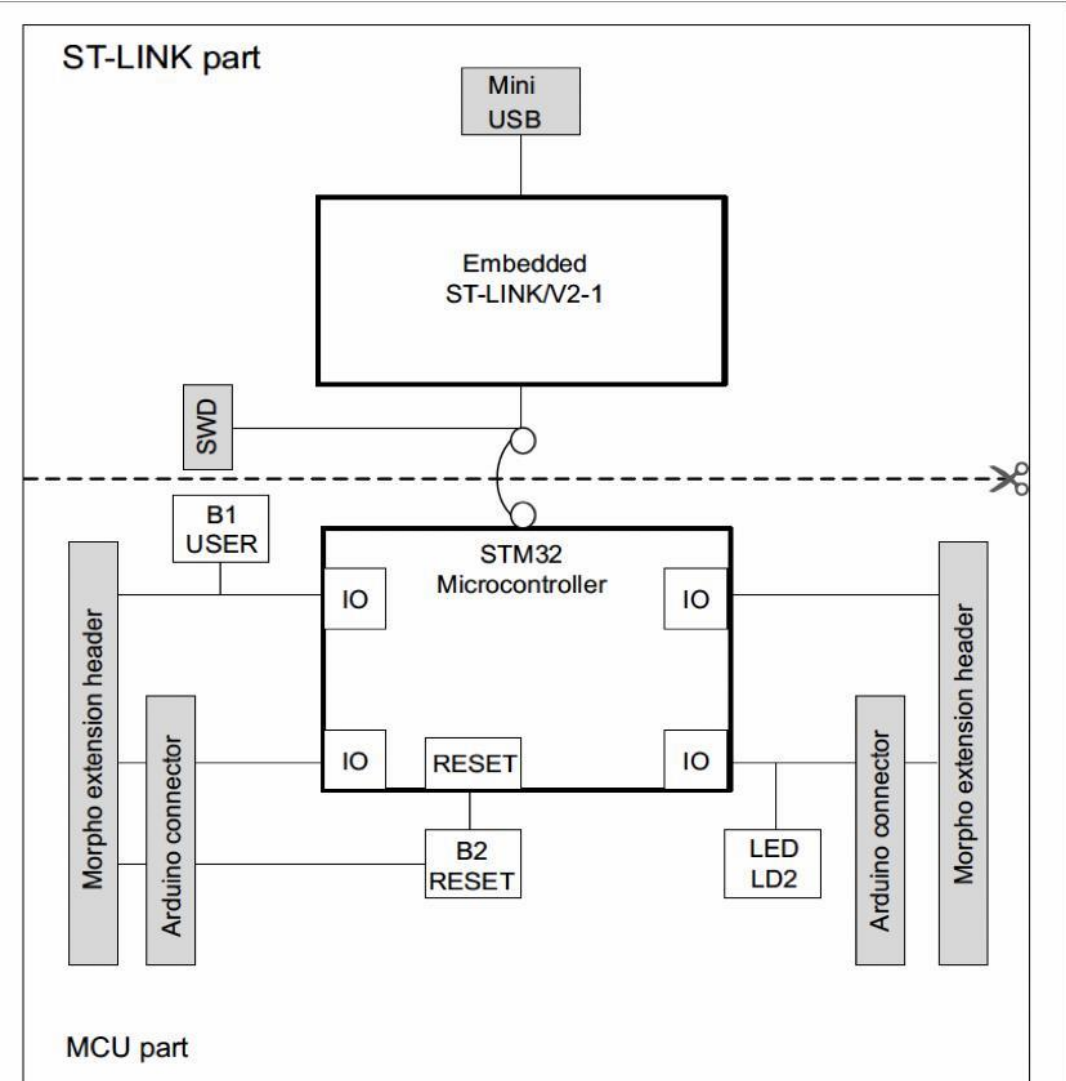 ST-LINK part
Mini
USB
Embedded
ST-LINK/V2-1
SWD
B1
USER
STM32
Microcontroller
IO
IO
Morpho extension header
Arduino connector
IO
RESET
IO
Arduino connector
Morpho extension header
B2
RESET
LED
LD2
MCU part